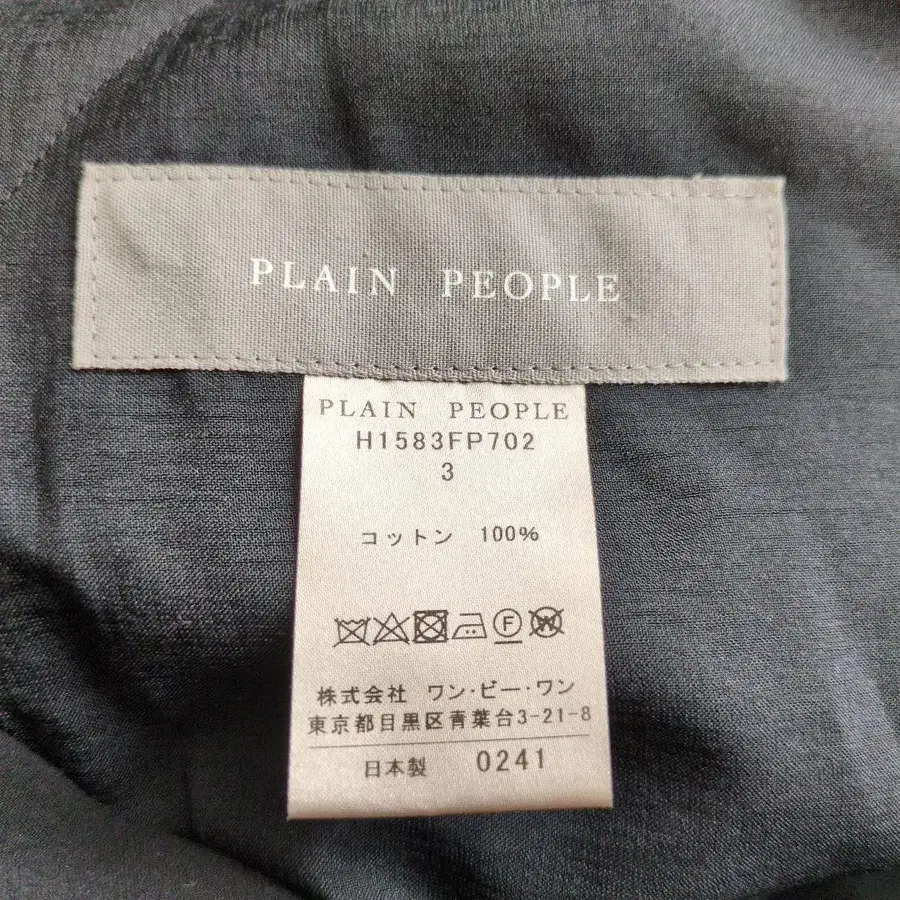 PLAIN PEOPLE
PLAIN PEOPLE
H1583FP702
3
コットン 100%
F W
株式会社 ワン・ビー・ワン
東京都目黒区青葉台3-21-8
日本製 0241